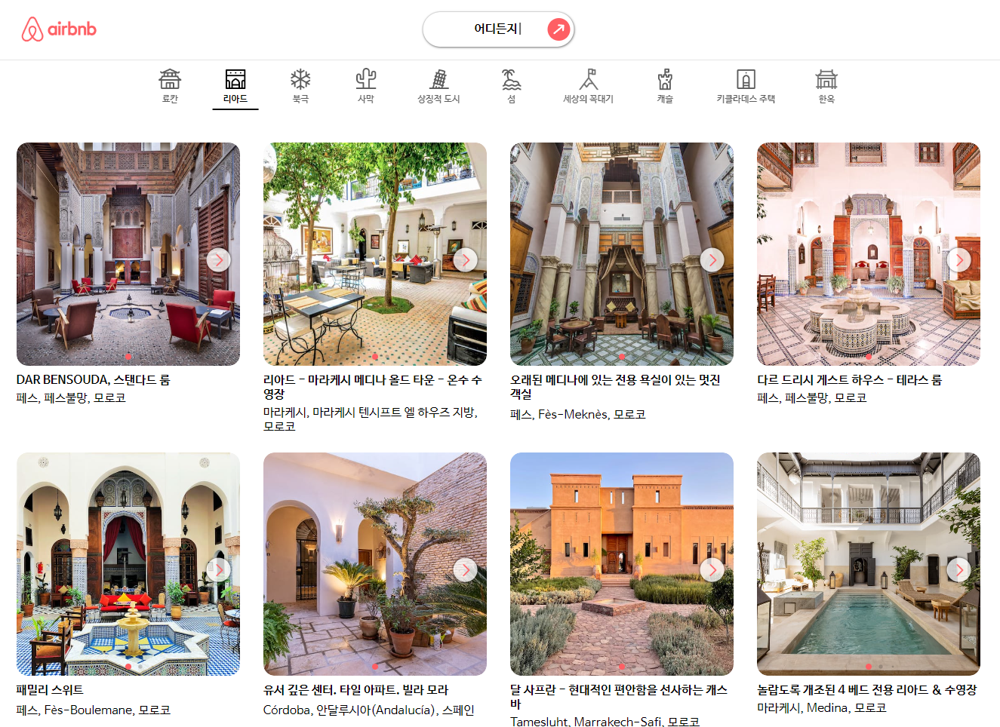 airbnb
어디든지
료칸
리아드
북극
사막
상징적 도시
섬
세상의 꼭대기
캐슬
키클라데스 주택
한옥
DAR BENSOUDA, 스탠다드 룸
페스, 페스불망, 모로코
리아드 - 마라케시 메디나 올드 타운 - 온수 수
영장
마라케시, 마라케시 텐시프트 엘 하우즈 지방,
모로코
오래된 메디나에 있는 전용 욕실이 있는 멋진
객실
페스, Fès-Meknès, 모로코
다르 드리시 게스트 하우스 - 테라스 룸
페스, 페스불망, 모로코
패밀리 스위트
페스, Fès-Boulemane, 모로코
유서 깊은 센터. 타일 아파트. 빌라 모라
Córdoba, 안달루시아(Andalucía), 스페인
달 사프란 - 현대적인 편안함을 선사하는 캐스
바
Tamesluht, Marrakech-Safi, 모로코
놀랍도록 개조된 4 베드 전용 리아드 & 수영장
마라케시, Medina, 모로코